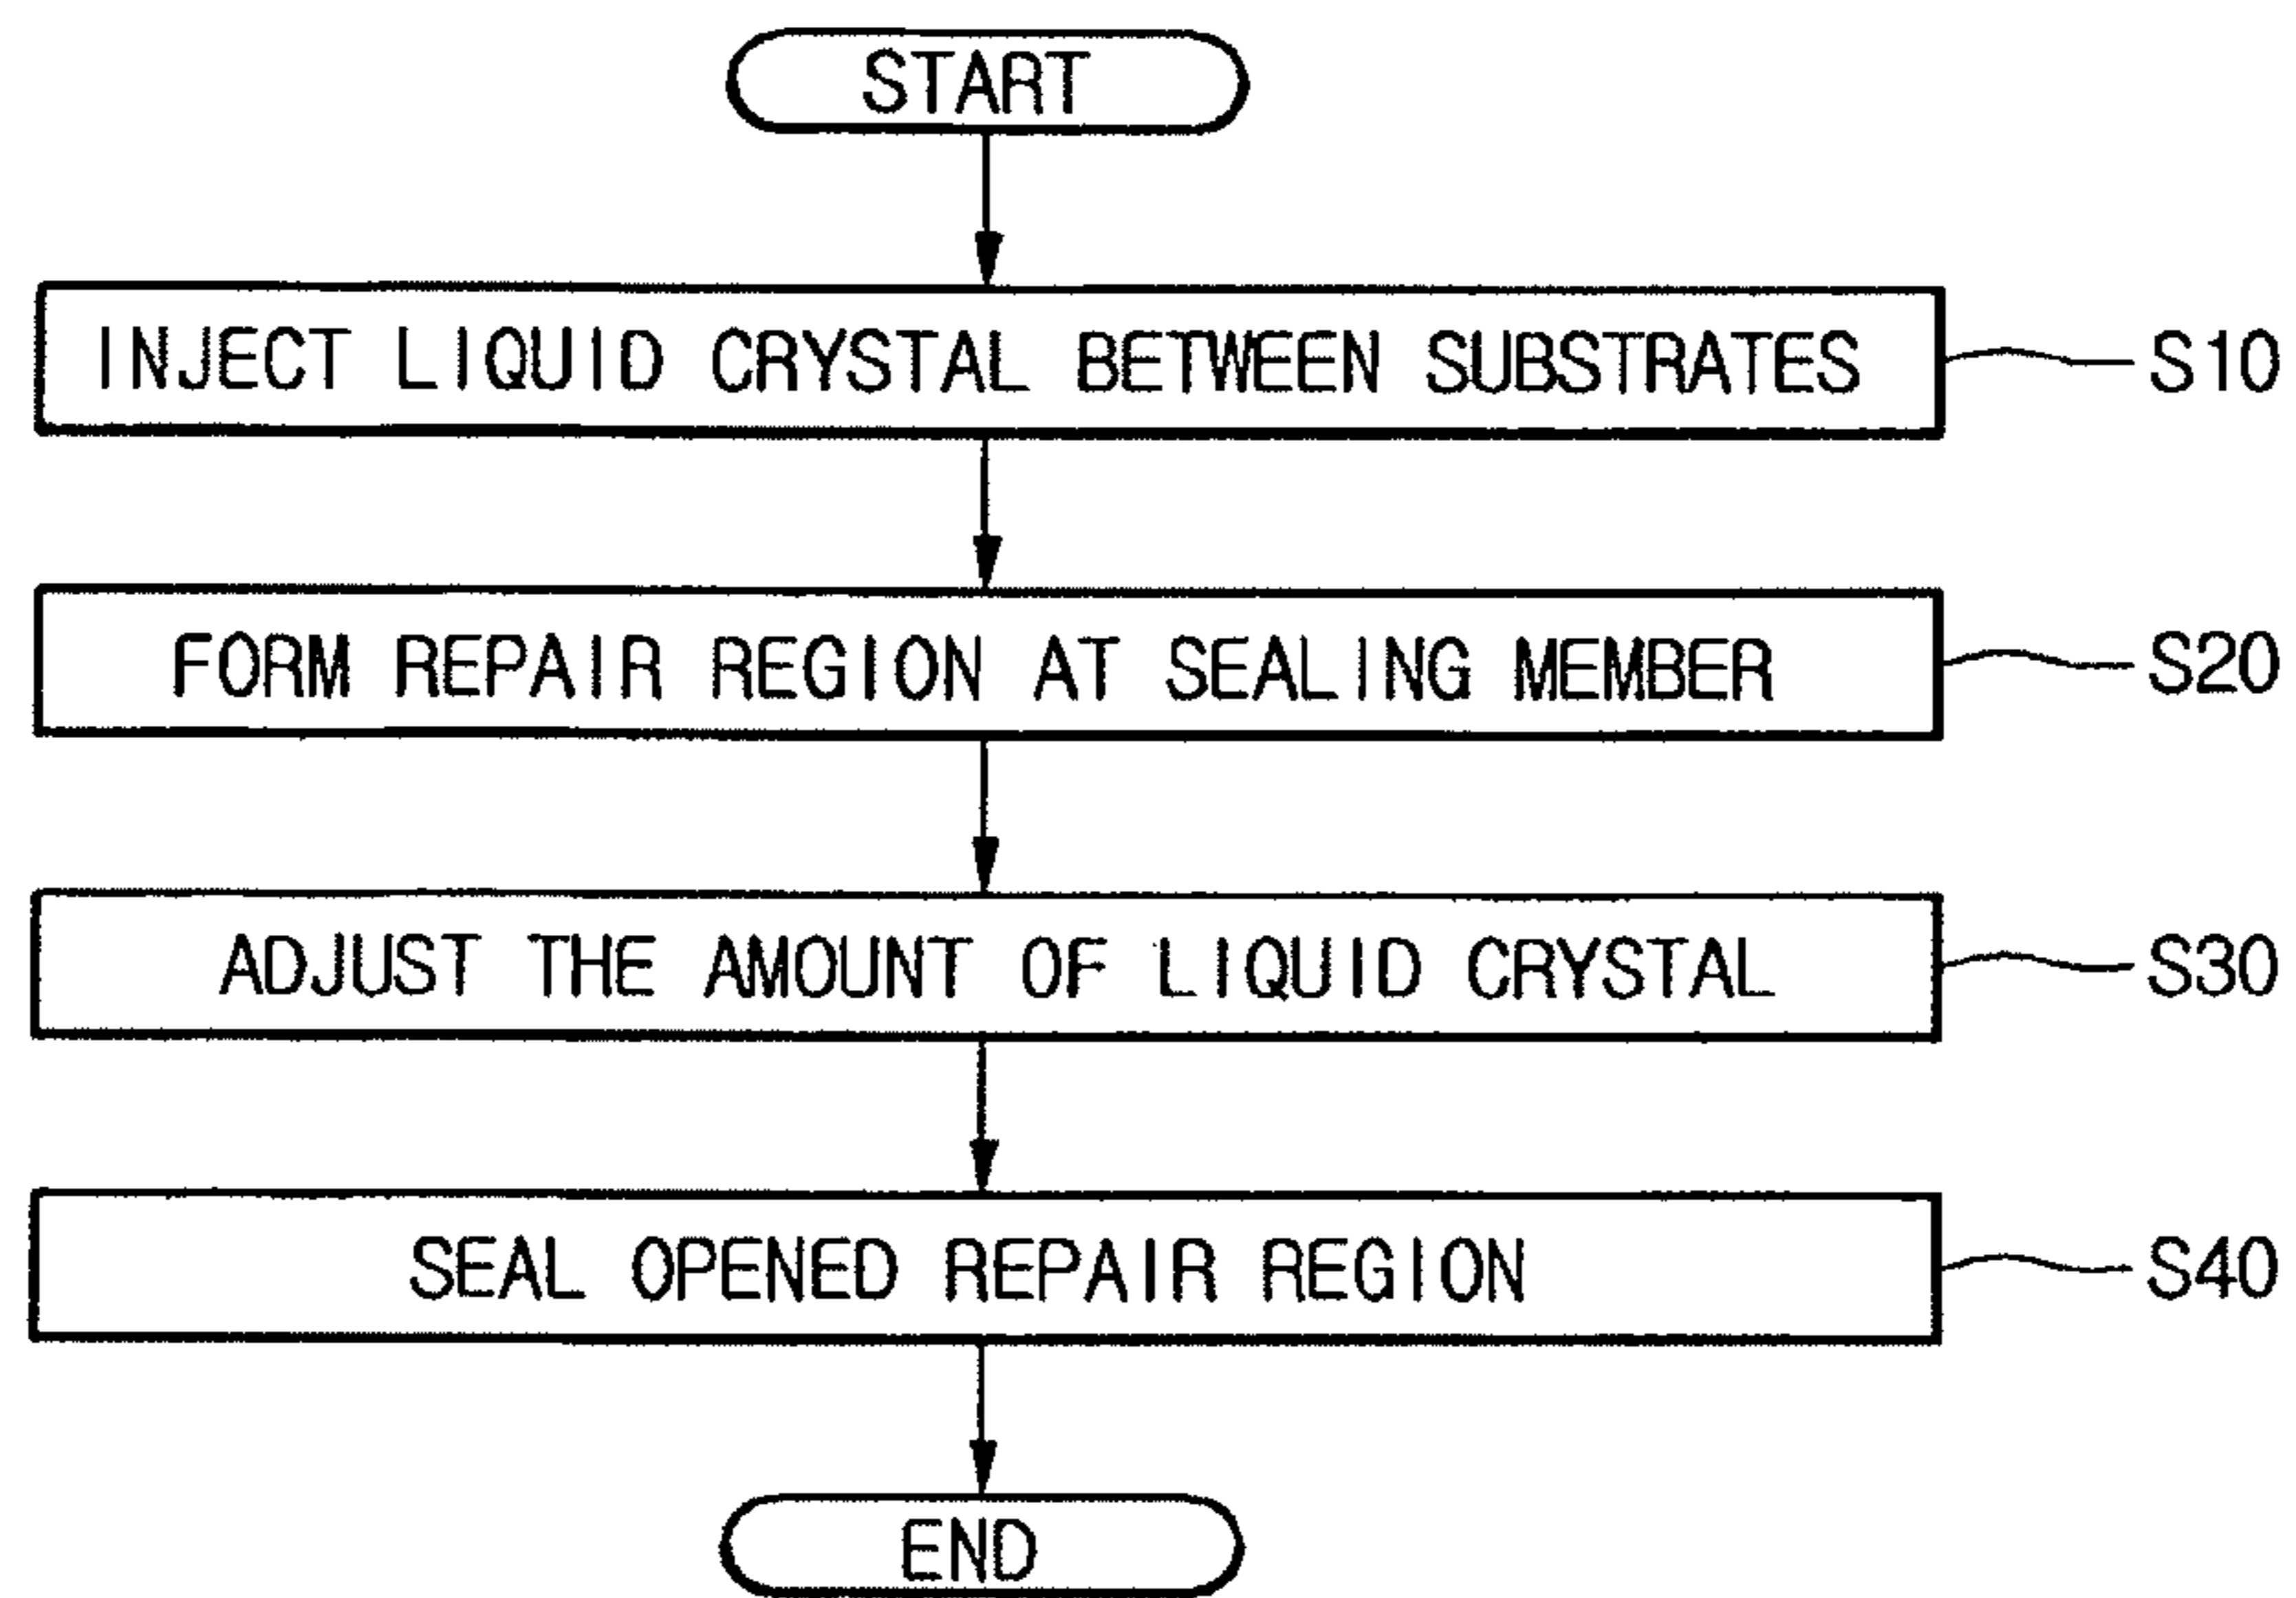 START
INJECT LIQUID CRYSTAL BETWEEN SUBSTRATES
S10
FORM REPAIR REGION AT SEALING MEMBER
S20
ADJUST THE AMOUNT OF LIQUID CRYSTAL
S30
SEAL OPENED REPAIR REGION
S40
END